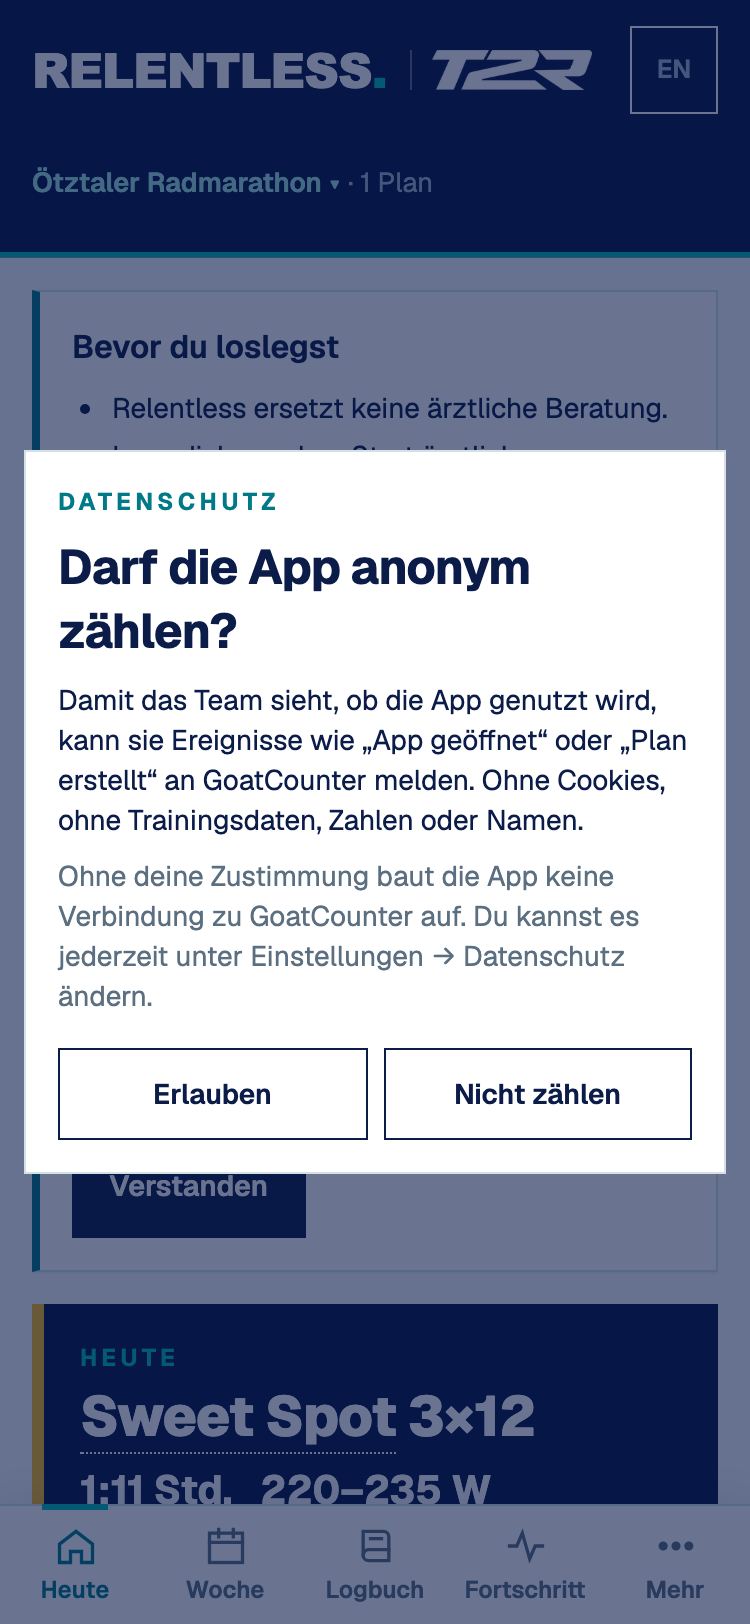 RELENTLESS. T2R EN
Ötztaler Radmarathon ▾ · 1 Plan
Bevor du loslegst
• Relentless ersetzt keine ärztliche Beratung.
DATENSCHUTZ
Darf die App anonym
zählen?
Damit das Team sieht, ob die App genutzt wird,
kann sie Ereignisse wie „App geöffnet“ oder „Plan
erstellt“ an GoatCounter melden. Ohne Cookies,
ohne Trainingsdaten, Zahlen oder Namen.
Ohne deine Zustimmung baut die App keine
Verbindung zu GoatCounter auf. Du kannst es
jederzeit unter Einstellungen → Datenschutz
ändern.
Erlauben Nicht zählen
Verstanden
HEUTE
Sweet Spot 3×12
1:11 Std. 220–235 W
Heute Woche Logbuch Fortschritt Mehr